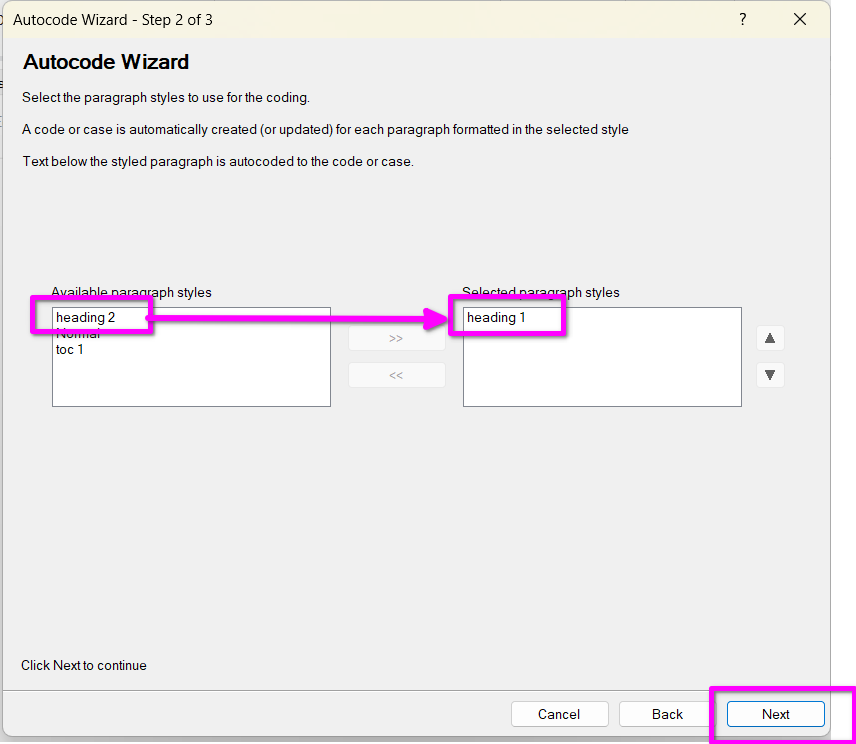 Autocode Wizard - Step 2 of 3
?
Autocode Wizard
Select the paragraph styles to use for the coding.
A code or case is automatically created (or updated) for each paragraph formatted in the selected style
Text below the styled paragraph is autocoded to the code or case.
Available paragraph styles
Selected paragraph styles
heading 2
Normal
toc 1
>>
<<
heading 1
Click Next to continue
Cancel
Back
Next